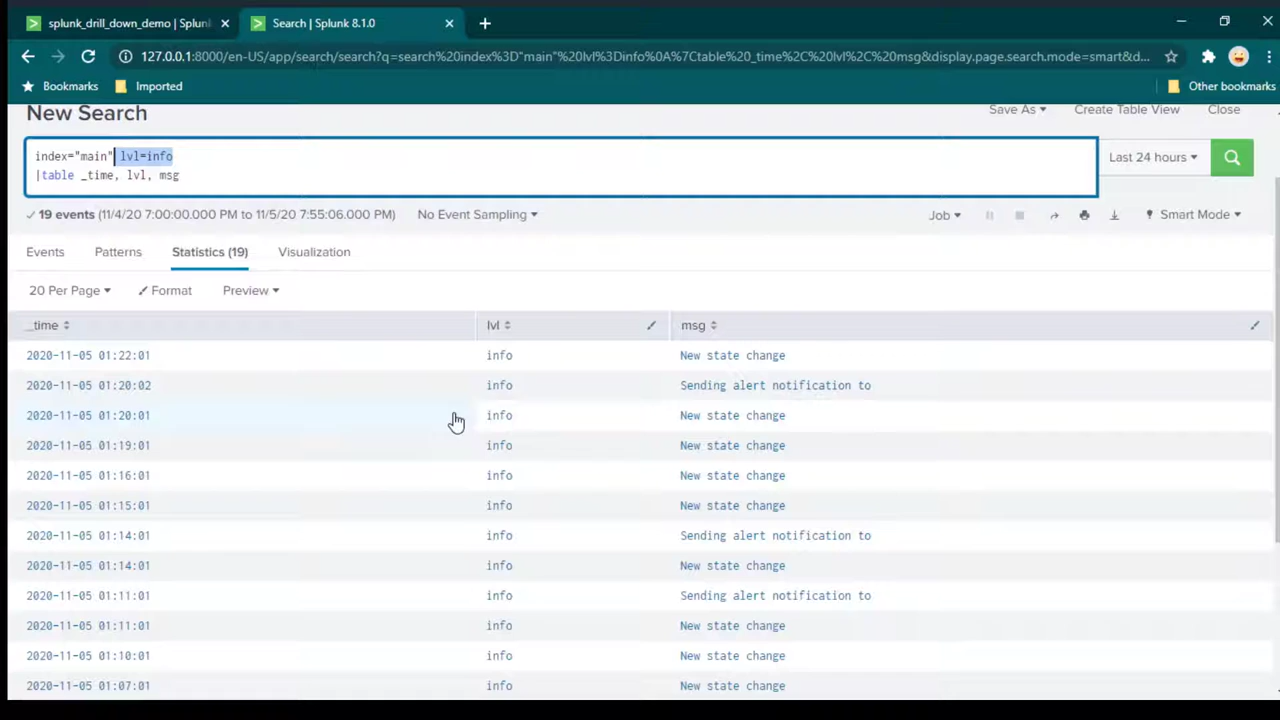 splunk_drill_down_demo | Splunk
Search | Splunk 8.1.0
127.0.0.1:8000/en-US/app/search/search?q=search%20index%3D"main"%20lvl%3Dinfo%0A%7Ctable%20_time%2C%20lvl%2C%20msg&display.page.search.mode=smart&d...
Bookmarks Imported Other bookmarks
New Search Save As Create Table View Close
index="main" lvl=info
|table _time, lvl, msg
Last 24 hours
19 events (11/4/20 7:00:00.000 PM to 11/5/20 7:55:06.000 PM) No Event Sampling Job Smart Mode
Events Patterns Statistics (19) Visualization
20 Per Page Format Preview
_time lvl msg
2020-11-05 01:22:01 info New state change
2020-11-05 01:20:02 info Sending alert notification to
2020-11-05 01:20:01 info New state change
2020-11-05 01:19:01 info New state change
2020-11-05 01:16:01 info New state change
2020-11-05 01:15:01 info New state change
2020-11-05 01:14:01 info Sending alert notification to
2020-11-05 01:14:01 info New state change
2020-11-05 01:11:01 info Sending alert notification to
2020-11-05 01:11:01 info New state change
2020-11-05 01:10:01 info New state change
2020-11-05 01:07:01 info New state change